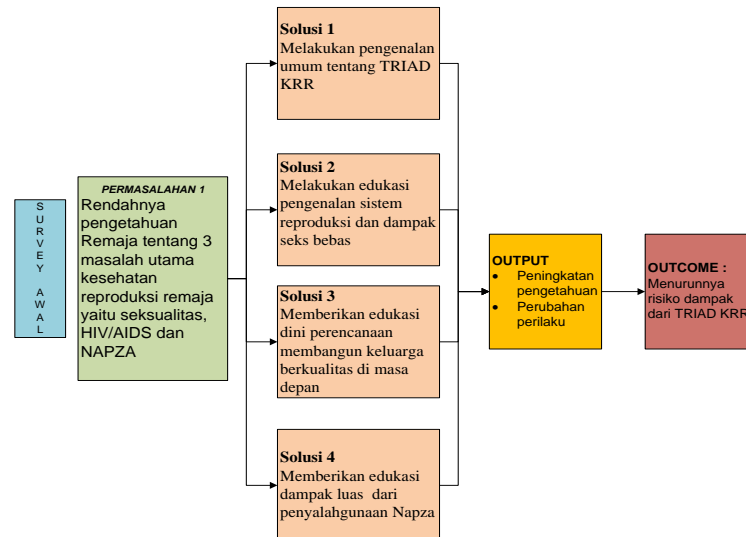 SURVEY AWAL
PERMASALAHAN 1
Rendahnya
pengetahuan
Remaja tentang 3
masalah utama
kesehatan
reproduksi remaja
yaitu seksualitas,
HIV/AIDS dan
NAPZA
Solusi 1
Melakukan pengenalan
umum tentang TRIAD
KRR
Solusi 2
Melakukan edukasi
pengenalan sistem
reproduksi dan dampak
seks bebas
Solusi 3
Memberikan edukasi
dini perencanaan
membangun keluarga
berkualitas di masa
depan
Solusi 4
Memberikan edukasi
dampak luas dari
penyalahgunaan Napza
OUTPUT
• Peningkatan
pengetahuan
• Perubahan
perilaku
OUTCOME :
Menurunnya
risiko dampak
dari TRIAD KRR